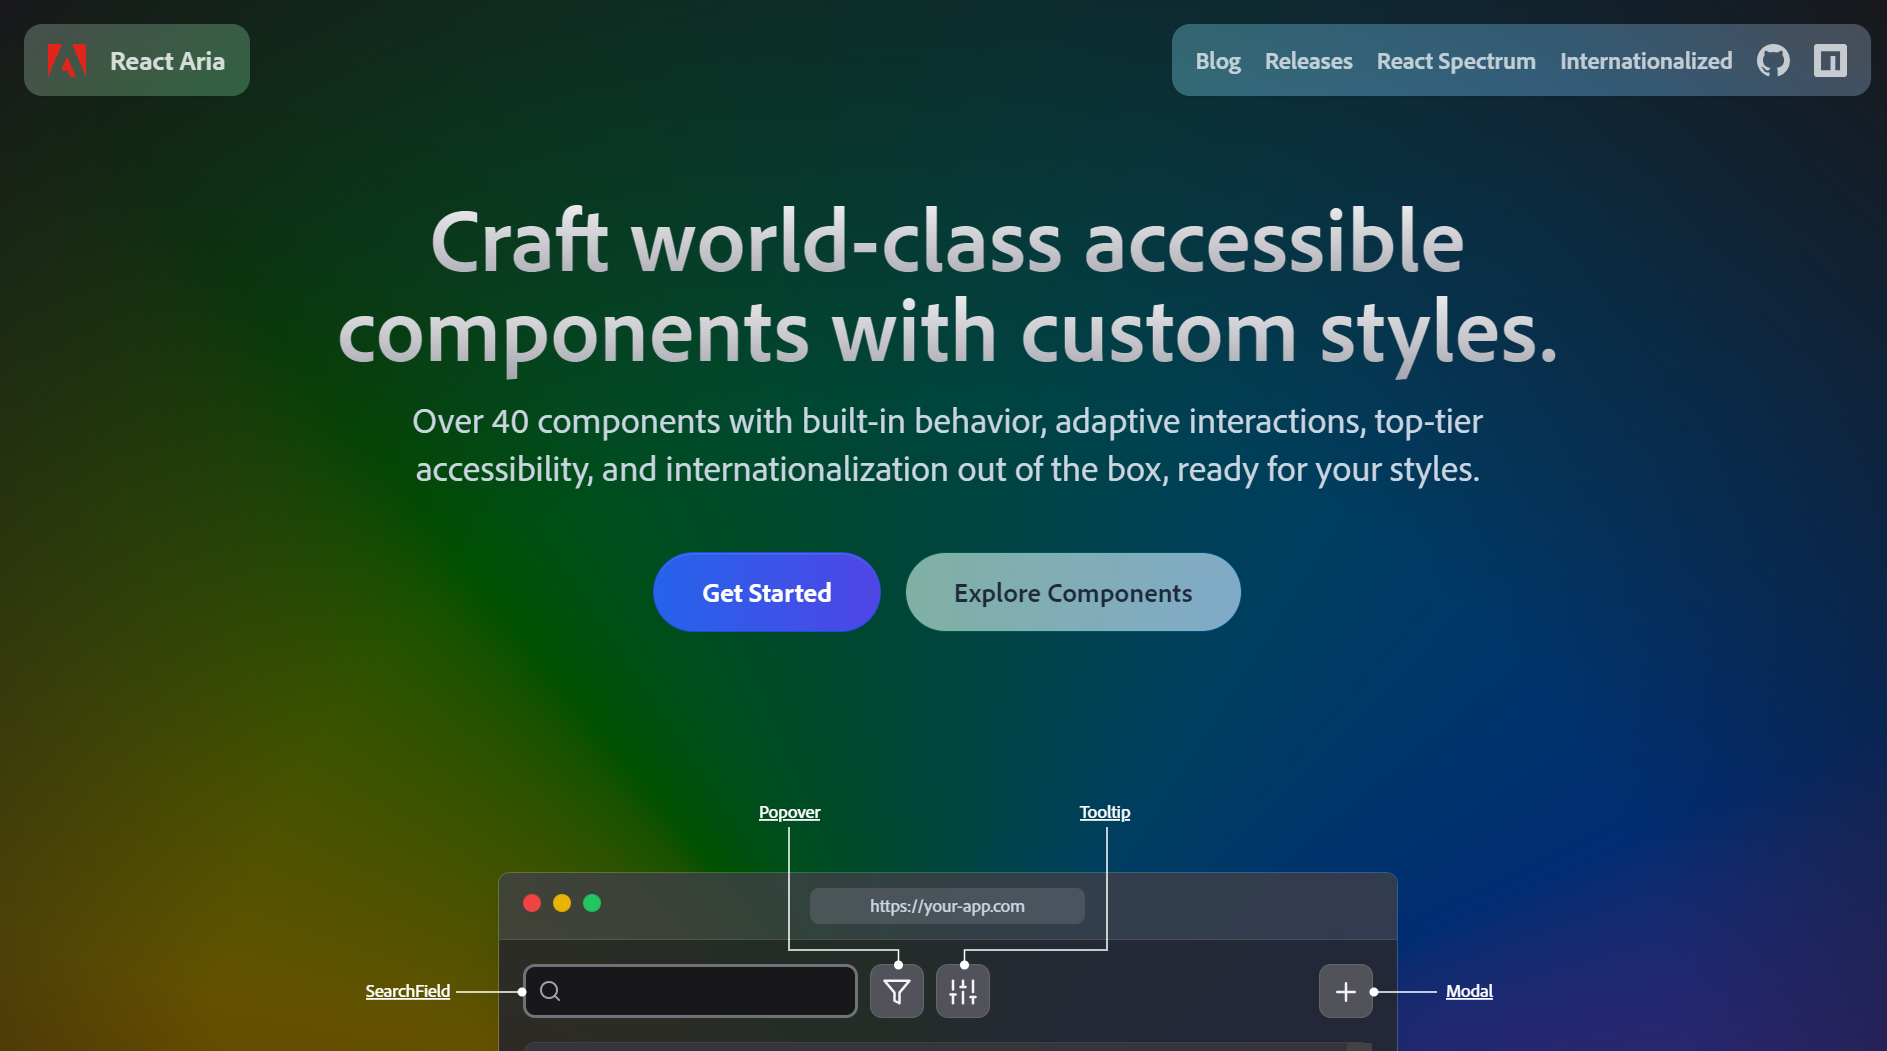 React Aria
Blog Releases React Spectrum Internationalized
Craft world-class accessible
components with custom styles.
Over 40 components with built-in behavior, adaptive interactions, top-tier
accessibility, and internationalization out of the box, ready for your styles.
Get Started
Explore Components
Popover
Tooltip
https://your-app.com
SearchField
Modal